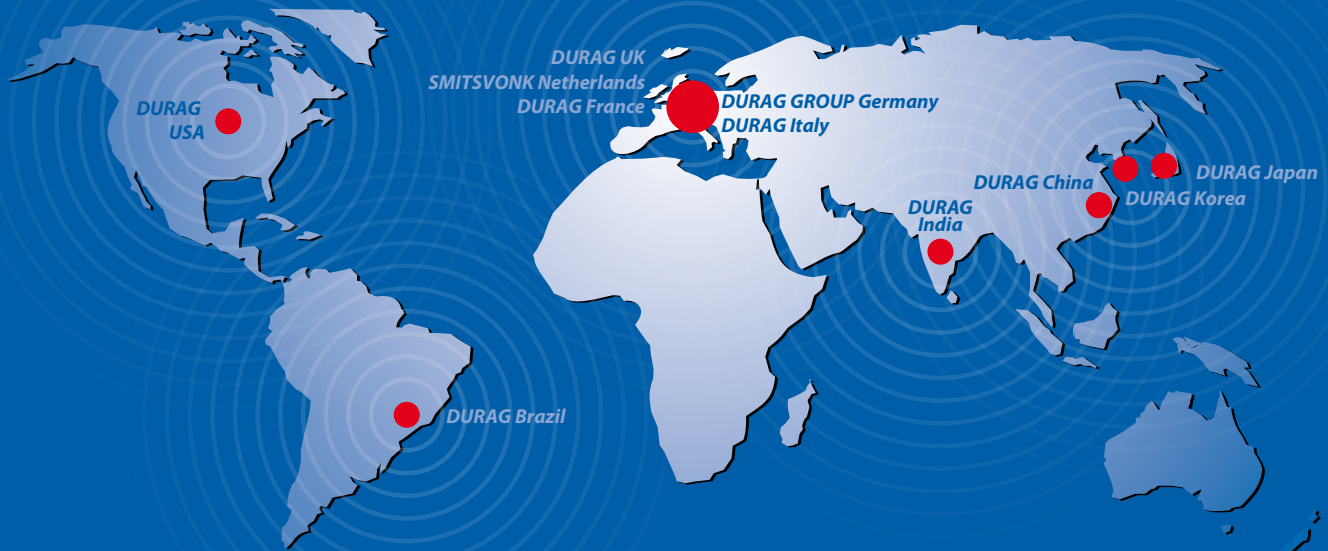 DURAG UK
SMITSVONK Netherlands
DURAG France
DURAG GROUP Germany
DURAG Italy
DURAG
USA
DURAG China
DURAG Japan
DURAG Korea
DURAG
India
DURAG Brazil